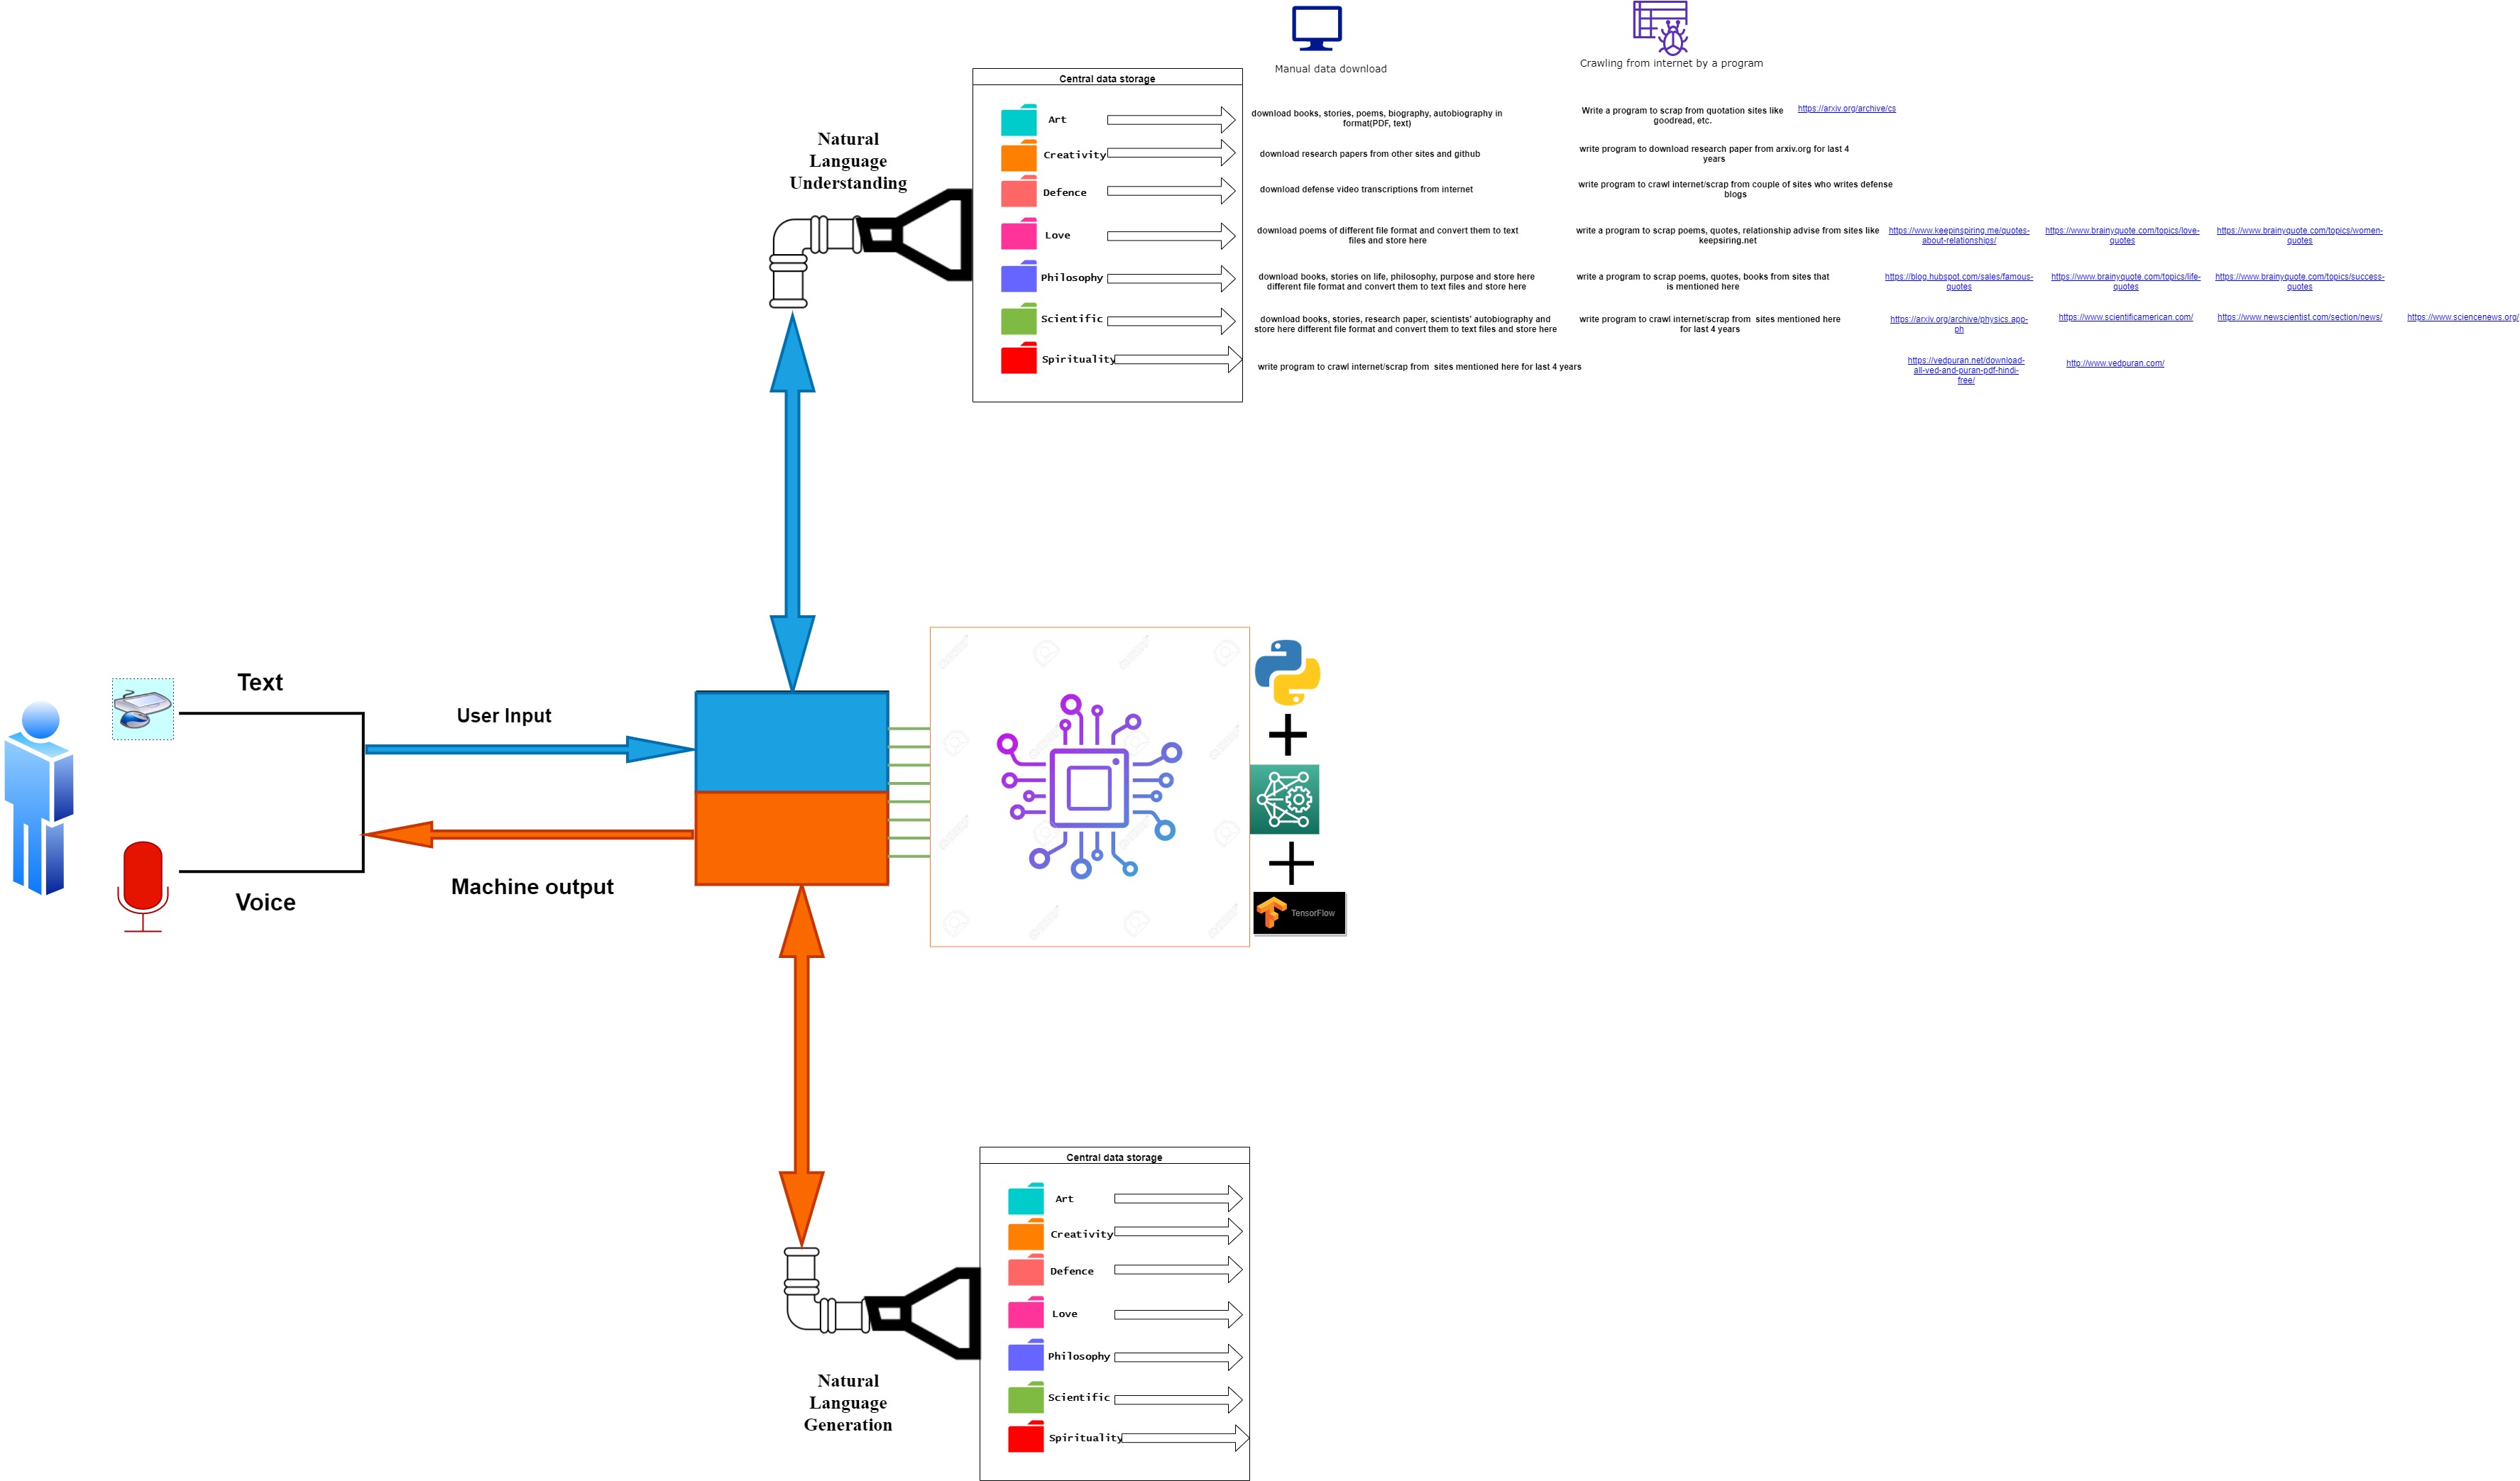 Manual data download
Crawling from internet by a program
Central data storage
Art
download books, stories, poems, biography, autobiography in
format(PDF, text)
Write a program to scrap from quotation sites like
goodread, etc.
https://arxiv.org/archive/cs
Natural
Language
Understanding
Creativity
download research papers from other sites and github
write program to download research paper from arxiv.org for last 4
years
Defence
download defense video transcriptions from internet
write program to crawl internet/scrap from couple of sites who writes defense
blogs
Love
download poems of different file format and convert them to text
files and store here
write a program to scrap poems, quotes, relationship advise from sites like
keepsiring.net
https://www.keepinspiring.me/quotes-
about-relationships/
https://www.brainyquote.com/topics/love-
quotes
https://www.brainyquote.com/topics/women-
quotes
Philosophy
download books, stories on life, philosophy, purpose and store here
different file format and convert them to text files and store here
write a program to scrap poems, quotes, books from sites that
is mentioned here
https://blog.hubspot.com/sales/famous-
quotes
https://www.brainyquote.com/topics/life-
quotes
https://www.brainyquote.com/topics/success-
quotes
Scientific
download books, stories, research paper, scientists' autobiography and
store here different file format and convert them to text files and store here
write program to crawl internet/scrap from sites mentioned here
for last 4 years
https://arxiv.org/archive/physics.app-
ph
https://www.scientificamerican.com/
https://www.newscientist.com/section/news/
https://www.sciencenews.org/
Spirituality
write program to crawl internet/scrap from sites mentioned here for last 4 years
https://vedpuran.net/download-
all-ved-and-puran-pdf-hindi-
free/
http://www.vedpuran.com/
Text
User Input
Machine output
Voice
TensorFlow
Central data storage
Art
Creativity
Defence
Love
Philosophy
Scientific
Spirituality
Natural
Language
Generation